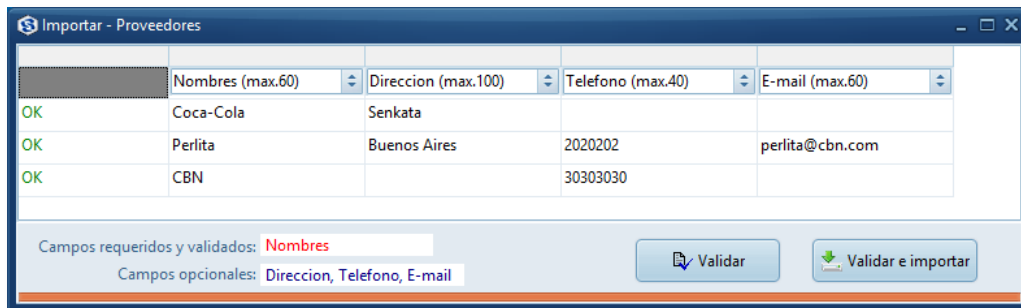 Importar - Proveedores
Nombres (max.60) Direccion (max.100) Telefono (max.40) E-mail (max.60)
OK Coca-Cola Senkata
OK Perlita Buenos Aires 2020202 perlita@cbn.com
OK CBN 30303030
Campos requeridos y validados: Nombres
Campos opcionales: Direccion, Telefono, E-mail
Validar Validar e importar